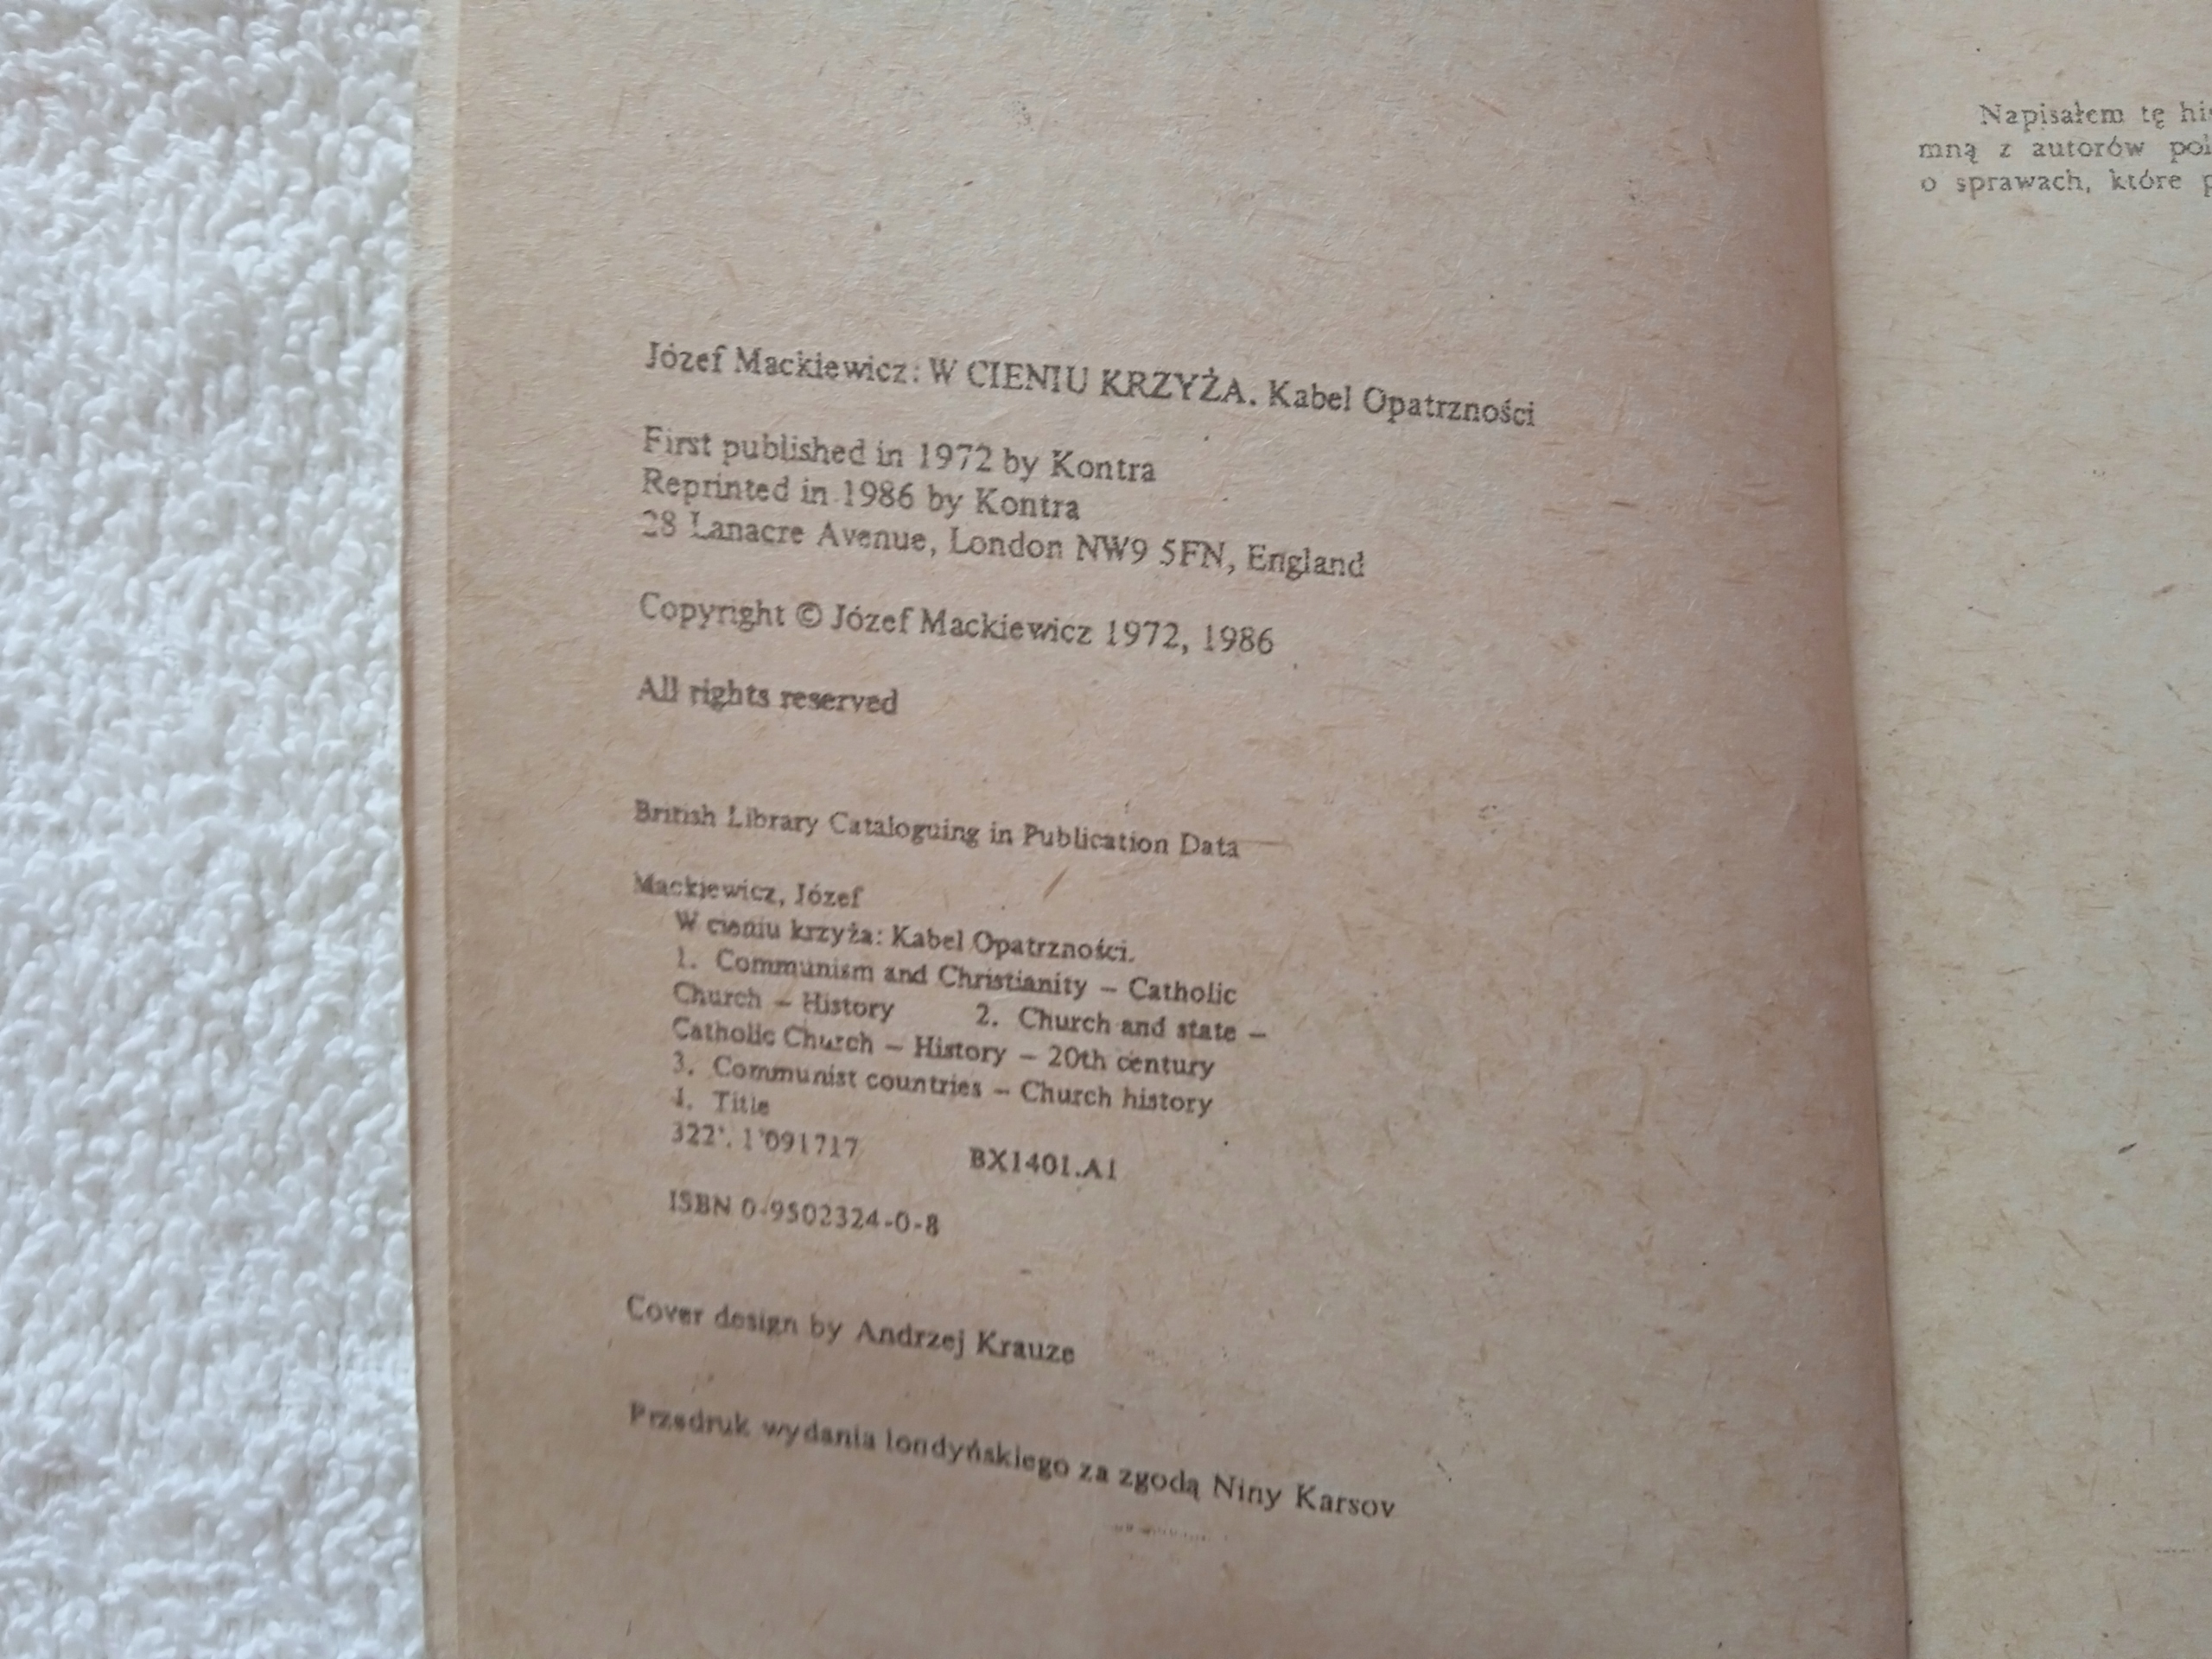 Józef Mackiewicz: W CIENIU KRZYŻA. Kabel Opatrzności
First published in 1972 by Kontra
Reprinted in 1986 by Kontra
28 Lanacre Avenue, London NW9 5FN, England
Copyright © Józef Mackiewicz 1972, 1986
All rights reserved
British Library Cataloguing in Publication Data
Mackiewicz, Józef
W cieniu krzyża: Kabel Opatrzności.
1. Communism and Christianity – Catholic
Church – History 2. Church and state –
Catholic Church – History – 20th century
3. Communist countries – Church history
I. Title
322'. 1'091717 BX1401.A1
ISBN 0-9502324-0-8
Cover design by Andrzej Krauze
Przedruk wydania londyńskiego za zgodą Niny Karsov
Napisałem tę
mną z autorów
o sprawach, które